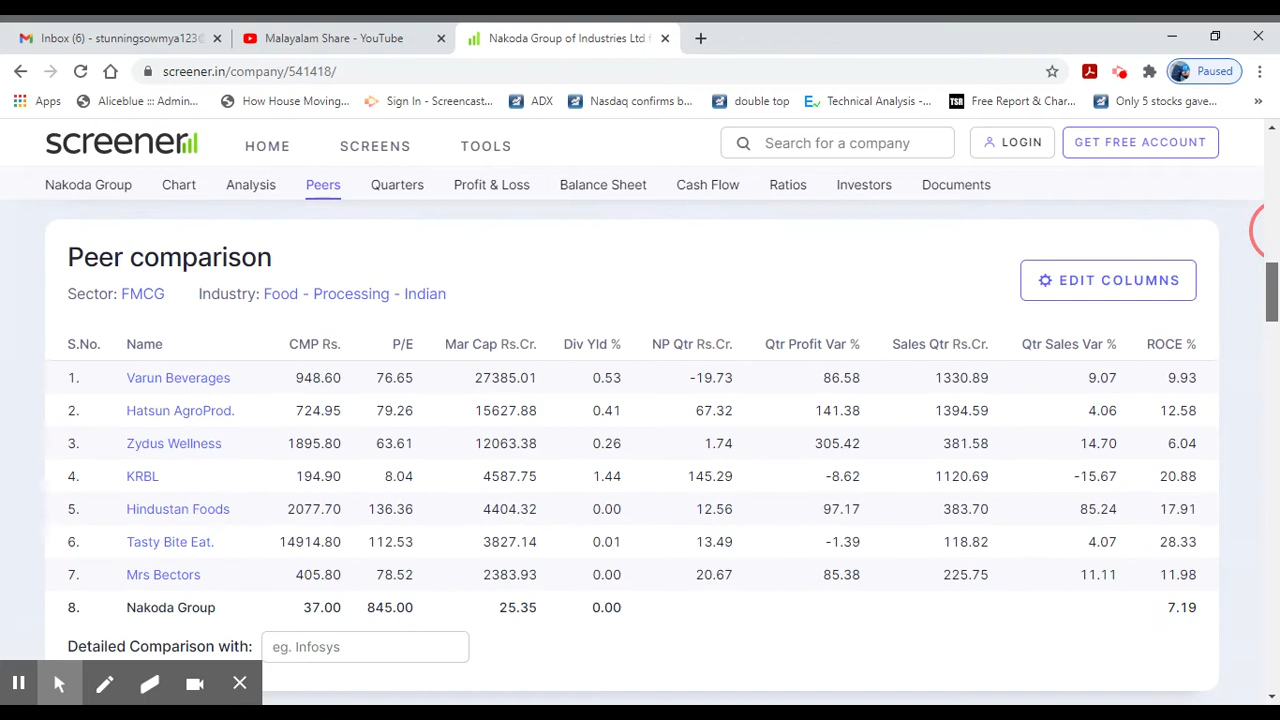 Inbox (0) - stunningsowmya123@
Malayalam Share - YouTube
Nakoda Group of Industries Ltd
screener.in/company/541418/
Paused
Apps
Aliceblue ::: Admin...
How House Moving...
Sign In - Screencast...
ADX
Nasdaq confirms b...
double top
Technical Analysis -...
TSR
Free Report & Char...
Only 5 stocks gave...
screener
HOME
SCREENS
TOOLS
Search for a company
LOGIN
GET FREE ACCOUNT
Nakoda Group
Chart
Analysis
Peers
Quarters
Profit & Loss
Balance Sheet
Cash Flow
Ratios
Investors
Documents
Peer comparison
Sector: FMCG Industry: Food - Processing - Indian
EDIT COLUMNS
S.No. Name CMP Rs. P/E Mar Cap Rs.Cr. Div Yld % NP Qtr Rs.Cr. Qtr Profit Var % Sales Qtr Rs.Cr. Qtr Sales Var % ROCE %
1. Varun Beverages 948.60 76.65 27385.01 0.53 -19.73 86.58 1330.89 9.07 9.93
2. Hatsun AgroProd. 724.95 79.26 15627.88 0.41 67.32 141.38 1394.59 4.06 12.58
3. Zydus Wellness 1895.80 63.61 12063.38 0.26 1.74 305.42 381.58 14.70 6.04
4. KRBL 194.90 8.04 4587.75 1.44 145.29 -8.62 1120.69 -15.67 20.88
5. Hindustan Foods 2077.70 136.36 4404.32 0.00 12.56 97.17 383.70 85.24 17.91
6. Tasty Bite Eat. 14914.80 112.53 3827.14 0.01 13.49 -1.39 118.82 4.07 28.33
7. Mrs Bectors 405.80 78.52 2383.93 0.00 20.67 85.38 225.75 11.11 11.98
8. Nakoda Group 37.00 845.00 25.35 0.00 7.19
Detailed Comparison with: eg. Infosys